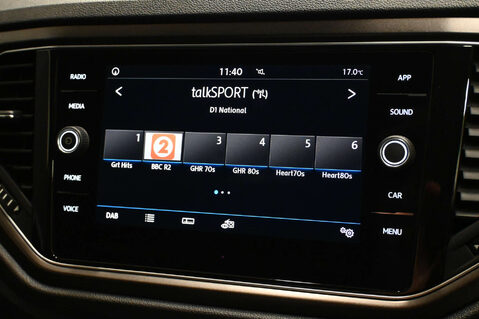 RADIO
MEDIA
PHONE
VOICE
11:40
17.0°C
talkSPORT
D1 National
1 2 3 4 5 6
Grt Hits BBC R2 GHR 70s GHR 80s Heart70s Heart80s
DAB
APP
SOUND
CAR
MENU